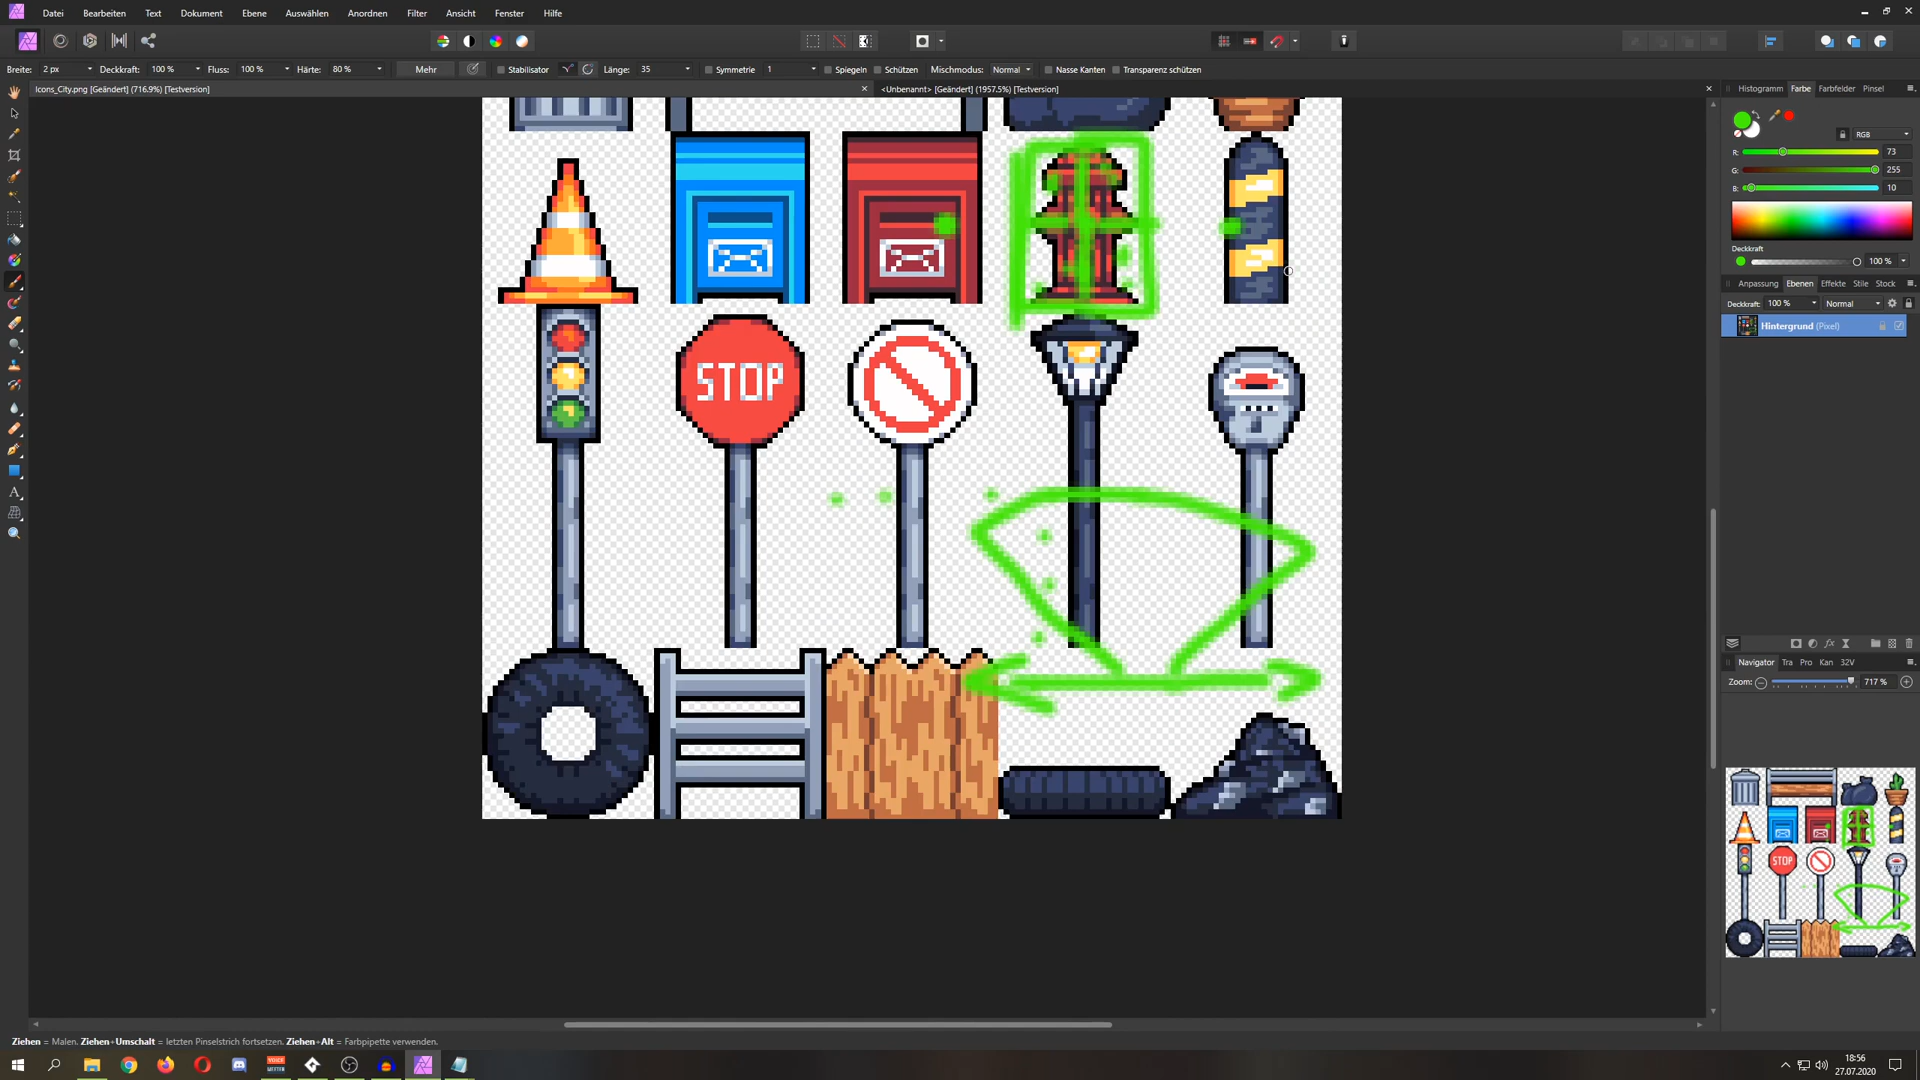 Datei Bearbeiten Text Dokument Ebene Auswählen Anordnen Filter Ansicht Fenster Hilfe
Breite: 2 px Deckkraft: 100 % Fluss: 100 % Härte: 80 % Mehr Stabilisator Länge: 35 Symmetrie 1 Spiegeln Schützen Mischmodus: Normal Nasse Kanten Transparenz schützen
Icons_City.png [Geändert] (716.9%) [Testversion] × <Unbenannt> [Geändert] (1957.5%) [Testversion] ×
Histogramm Farbe Farbfelder Pinsel
RGB
R: 73
G: 255
B: 10
Deckkraft
100 %
Anpassung Ebenen Effekte Stile Stock
Deckkraft: 100 % Normal
Hintergrund (Pixel)
STOP
fx
Navigator Tra Pro Kan 32V
Zoom: 717 %
STOP
Ziehen = Malen. Ziehen+Umschalt = letzten Pinselstrich fortsetzen. Ziehen+Alt = Farbpipette verwenden.
18:56
27.07.2020